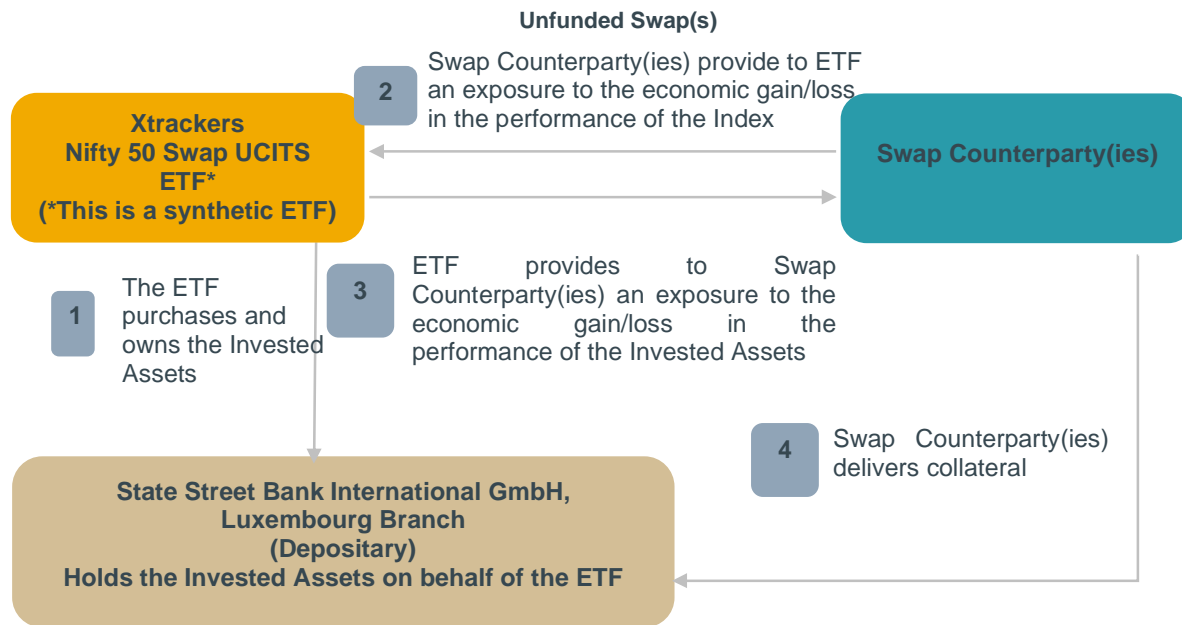 Unfunded Swap(s)
2
Swap Counterparty(ies) provide to ETF
an exposure to the economic gain/loss
in the performance of the Index
Xtrackers
Nifty 50 Swap UCITS
ETF*
(*This is a synthetic ETF)
Swap Counterparty(ies)
1
The ETF
purchases and
owns the Invested
Assets
3
ETF provides to Swap
Counterparty(ies) an exposure to the
economic gain/loss in the
performance of the Invested Assets
4
Swap Counterparty(ies)
delivers collateral
State Street Bank International GmbH,
Luxembourg Branch
(Depositary)
Holds the Invested Assets on behalf of the ETF